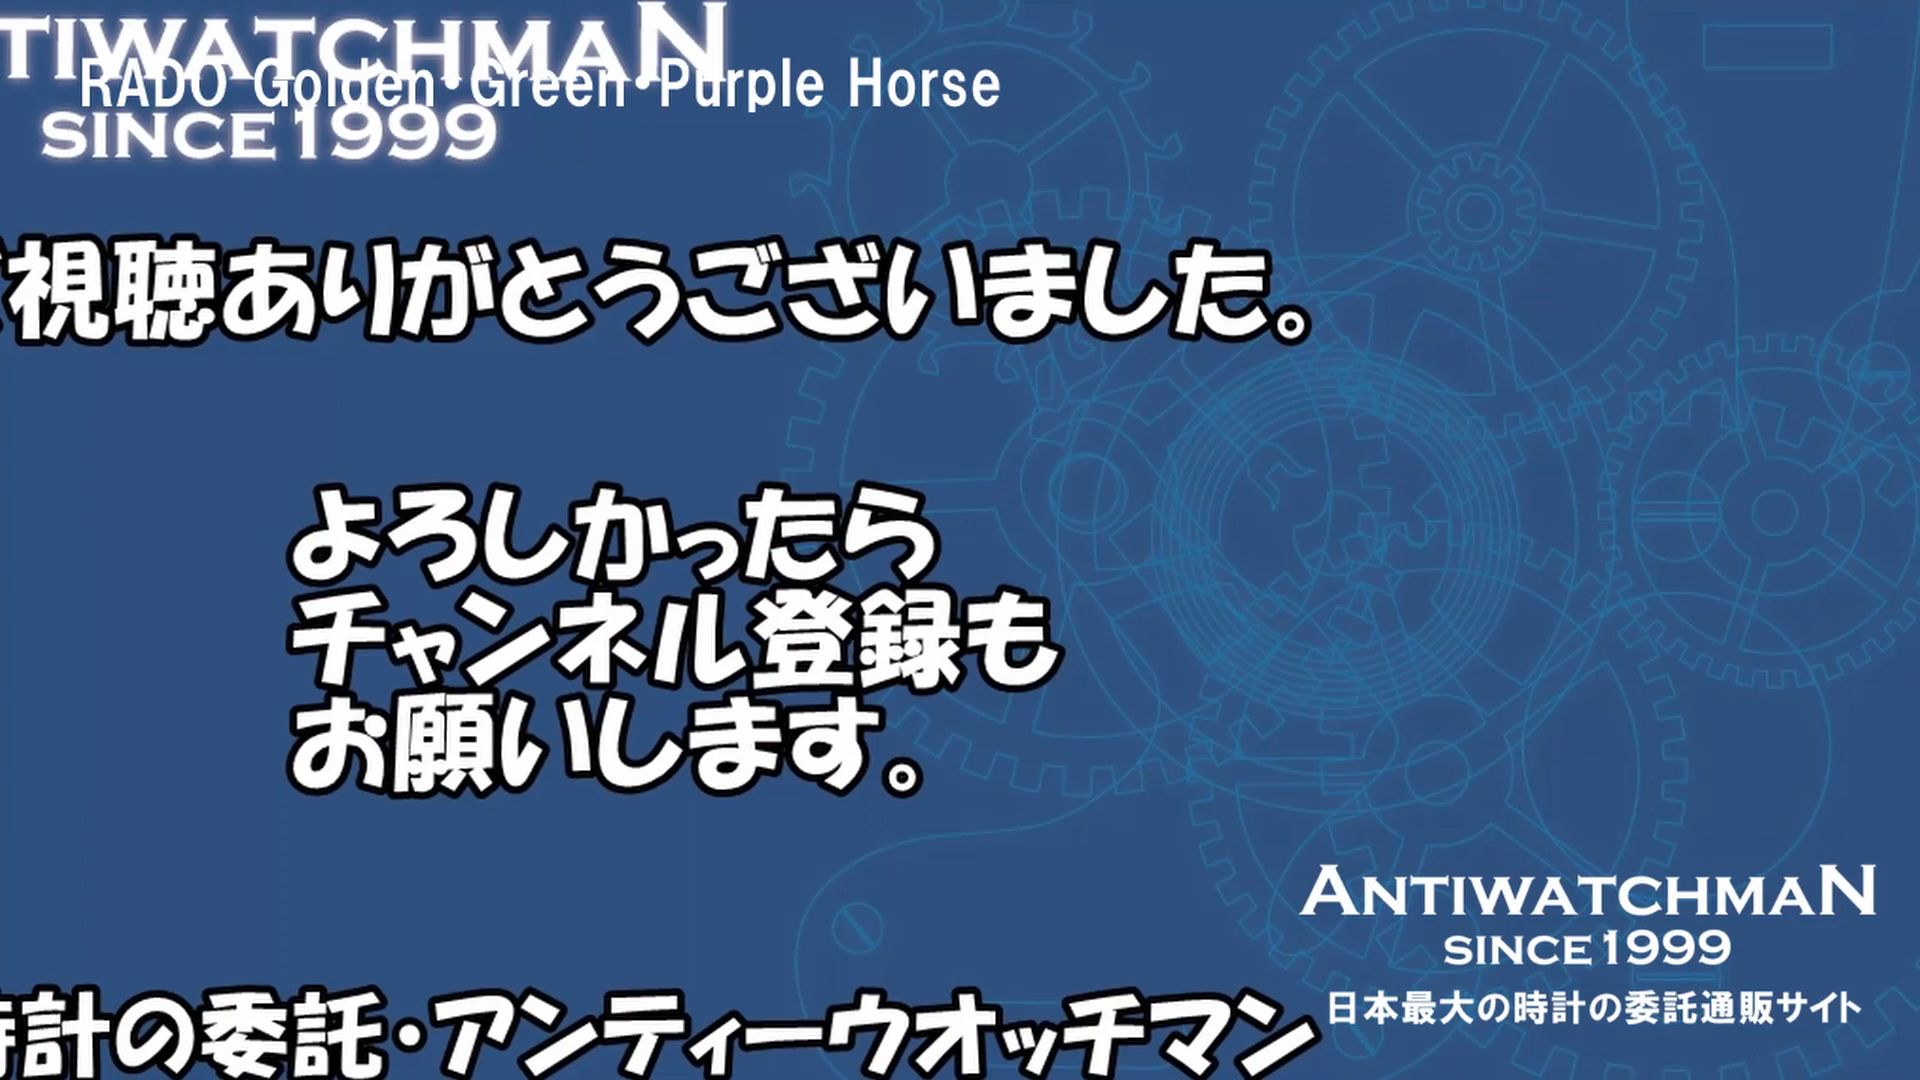 TIWATCHMAN
RADO Golden・Green・Purple Horse
SINCE 1999
視聴ありがとうございました。
よろしかったら
チャンネル登録も
お願いします。
ANTIWATCHMAN
SINCE 1999
日本最大の時計の委託通販サイト
時計の委託・アンティーウオッチマン